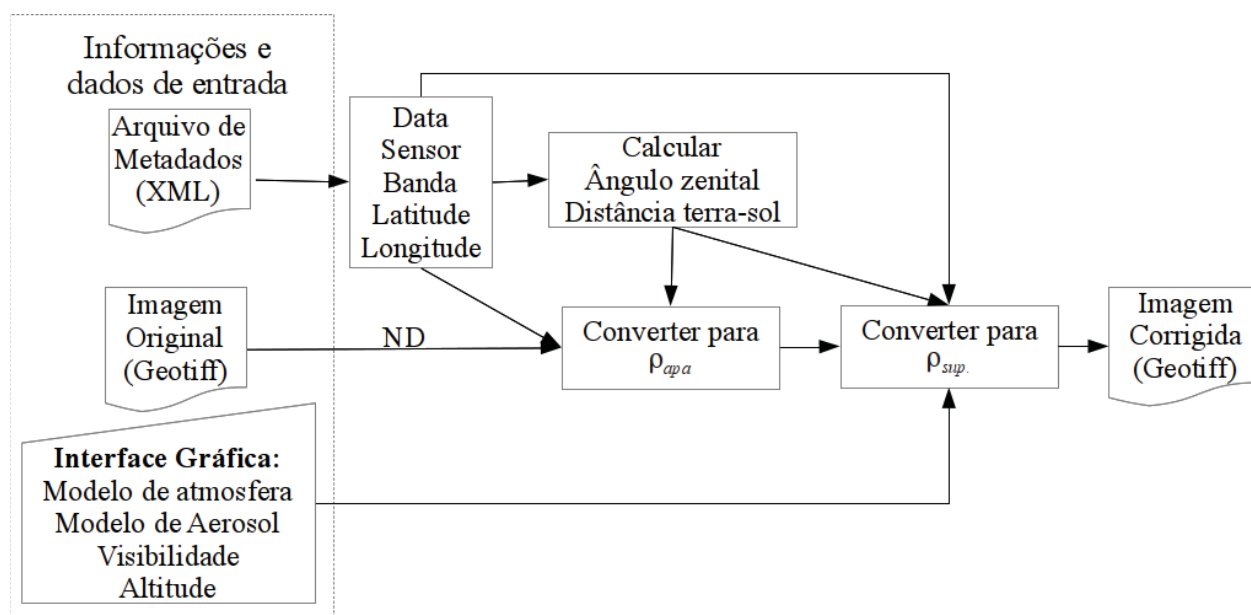 Informações e
dados de entrada
Arquivo de
Metadados
(XML)
Data
Sensor
Banda
Latitude
Longitude
Calcular
Ângulo zenital
Distância terra-sol
Imagem
Original
(Geotiff)
ND
Converter para
ρapa
Converter para
ρsup.
Imagem
Corrigida
(Geotiff)
Interface Gráfica:
Modelo de atmosfera
Modelo de Aerosol
Visibilidade
Altitude